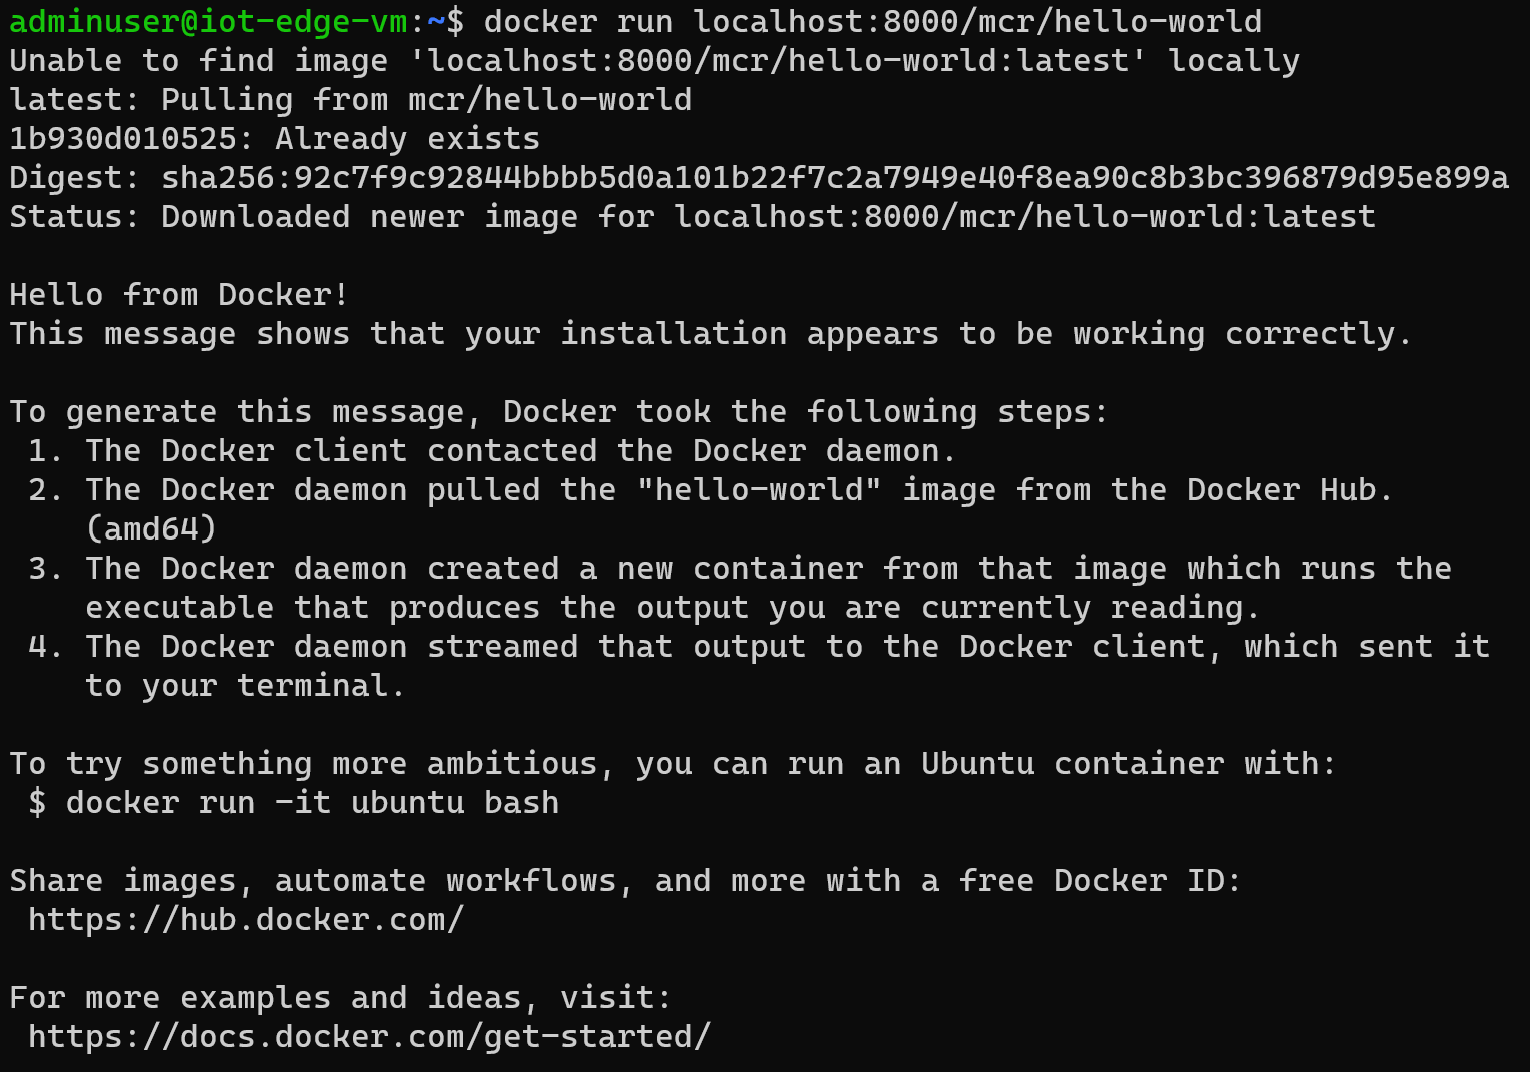 adminuser@iot-edge-vm:~$ docker run localhost:8000/mcr/hello-world
Unable to find image 'localhost:8000/mcr/hello-world:latest' locally
latest: Pulling from mcr/hello-world
1b930d010525: Already exists
Digest: sha256:92c7f9c92844bbbb5d0a101b22f7c2a7949e40f8ea90c8b3bc396879d95e899a
Status: Downloaded newer image for localhost:8000/mcr/hello-world:latest

Hello from Docker!
This message shows that your installation appears to be working correctly.

To generate this message, Docker took the following steps:
 1. The Docker client contacted the Docker daemon.
 2. The Docker daemon pulled the "hello-world" image from the Docker Hub.
    (amd64)
 3. The Docker daemon created a new container from that image which runs the
    executable that produces the output you are currently reading.
 4. The Docker daemon streamed that output to the Docker client, which sent it
    to your terminal.

To try something more ambitious, you can run an Ubuntu container with:
 $ docker run -it ubuntu bash

Share images, automate workflows, and more with a free Docker ID:
 https://hub.docker.com/

For more examples and ideas, visit:
 https://docs.docker.com/get-started/